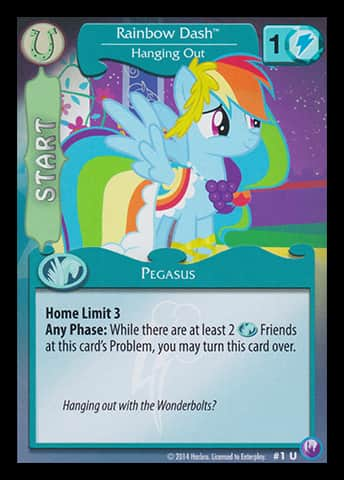 Rainbow Dash™
Hanging Out
1
START
PEGASUS
Home Limit 3
Any Phase: While there are at least 2 Friends
at this card's Problem, you may turn this card over.
Hanging out with the Wonderbolts?
© 2014 Hasbro. Licensed to Enterplay. #1 U